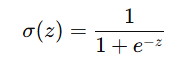 σ(z) = 1 / (1 + e^{-z})